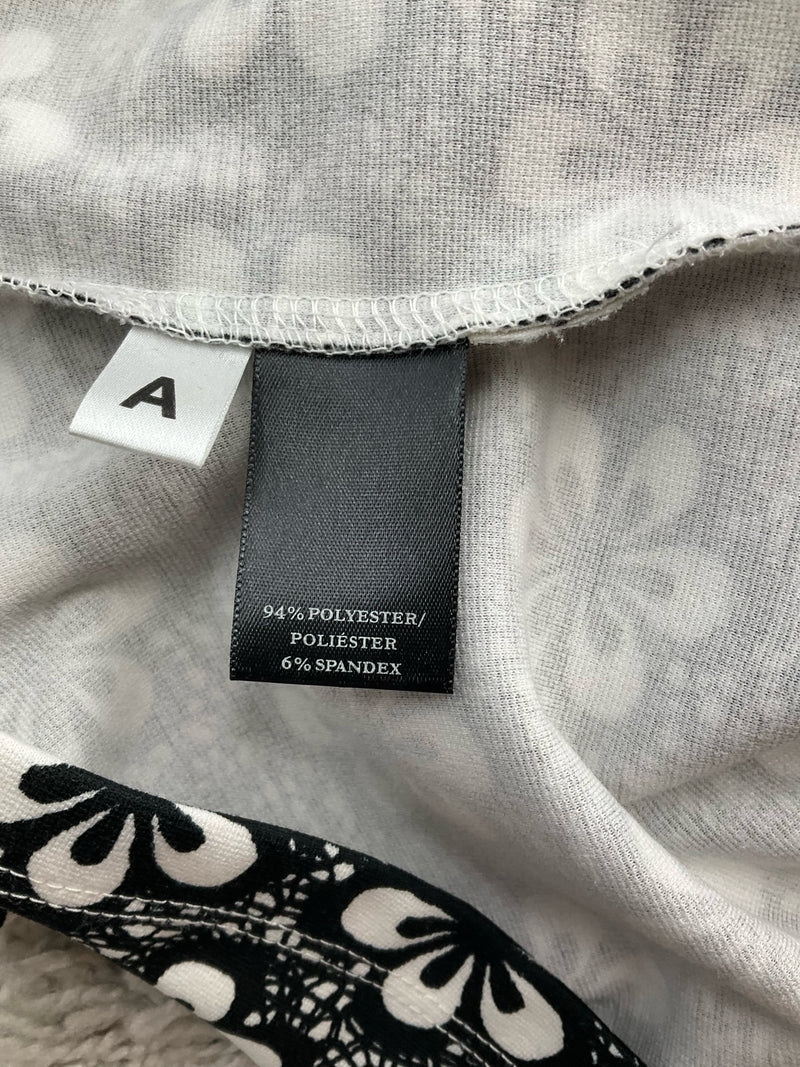 A
94% POLYESTER/
POLIÉSTER
6% SPANDEX